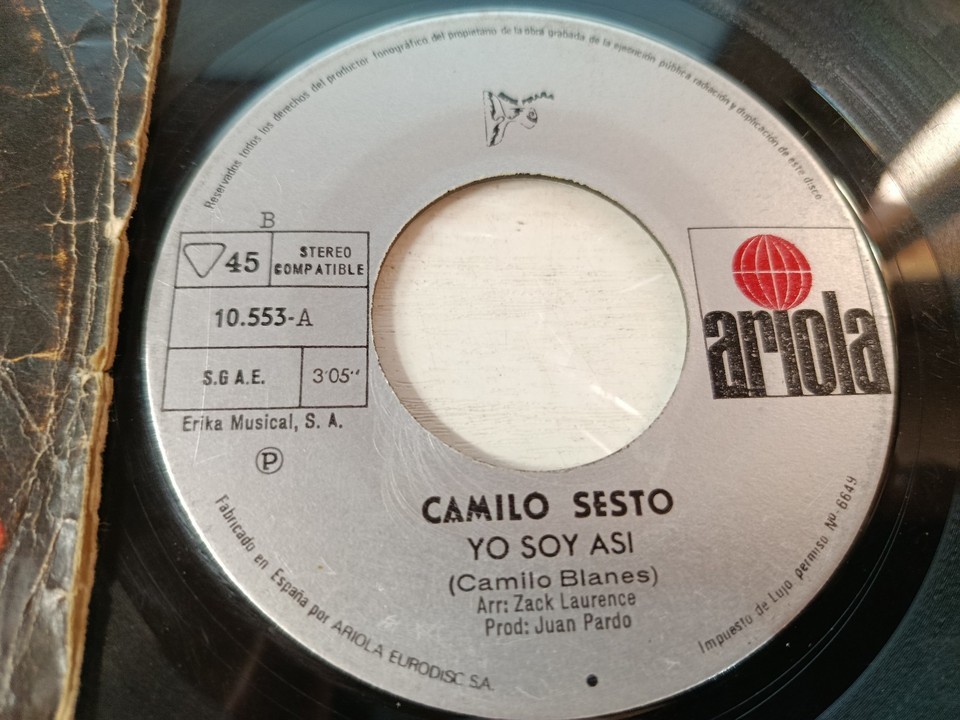 Reservados todos los derechos del productor fonográfico del propietario de la obra grabada de la ejecución pública radiación y duplicación de este disco
B
45
STEREO
COMPATIBLE
10.553-A
S.G A.E.
3'05"
Erika Musical, S. A.
P
ariola
CAMILO SESTO
YO SOY ASI
(Camilo Blanes)
Arr: Zack Laurence
Prod: Juan Pardo
Fabricado en España por ARIOLA EURODISC S.A.
Impuesto de Lujo permiso Nº-6649